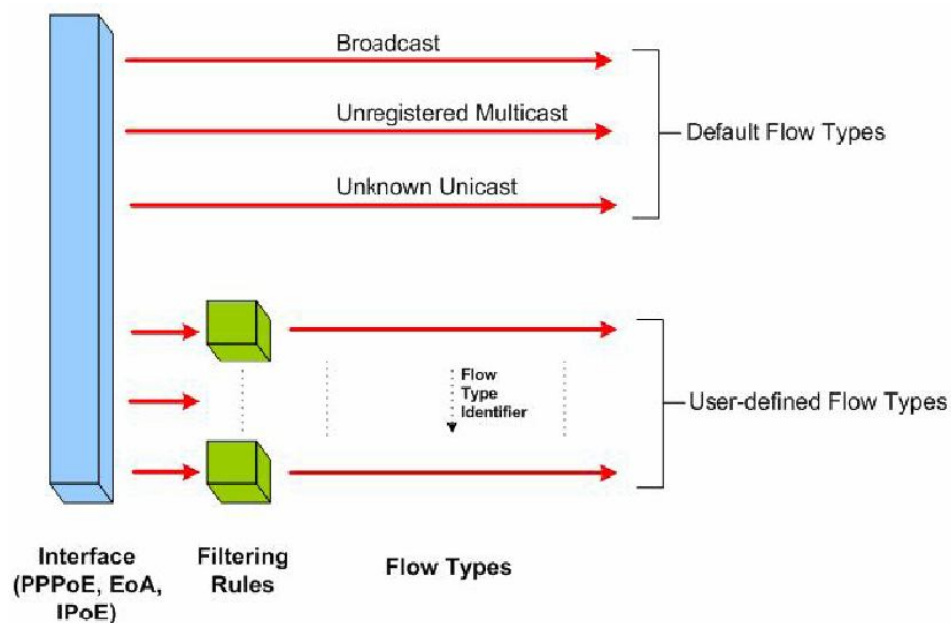 Broadcast
Unregistered Multicast
Default Flow Types
Unknown Unicast
Flow
Type
Identifier
User-defined Flow Types
Interface
(PPPoE, EoA,
IPoE)
Filtering
Rules
Flow Types